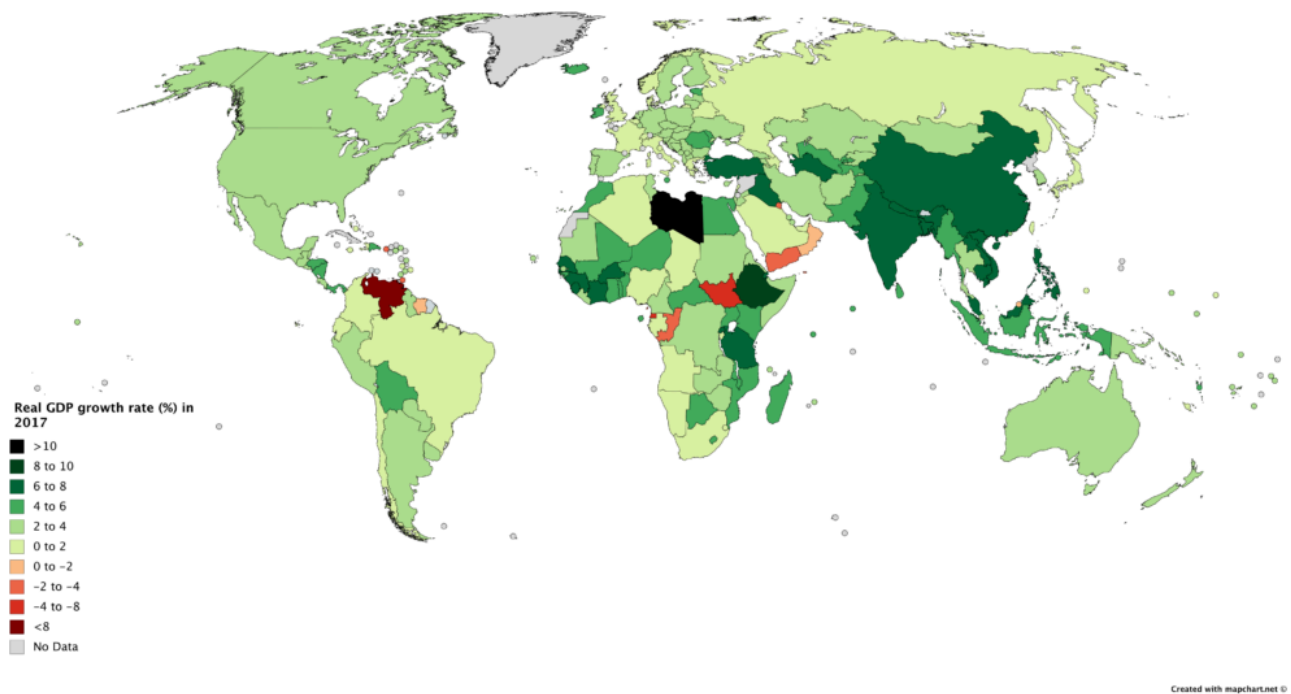 Real GDP growth rate (%) in
2017
>10
8 to 10
6 to 8
4 to 6
2 to 4
0 to 2
0 to −2
−2 to −4
−4 to −8
<8
No Data
Created with mapchart.net ©